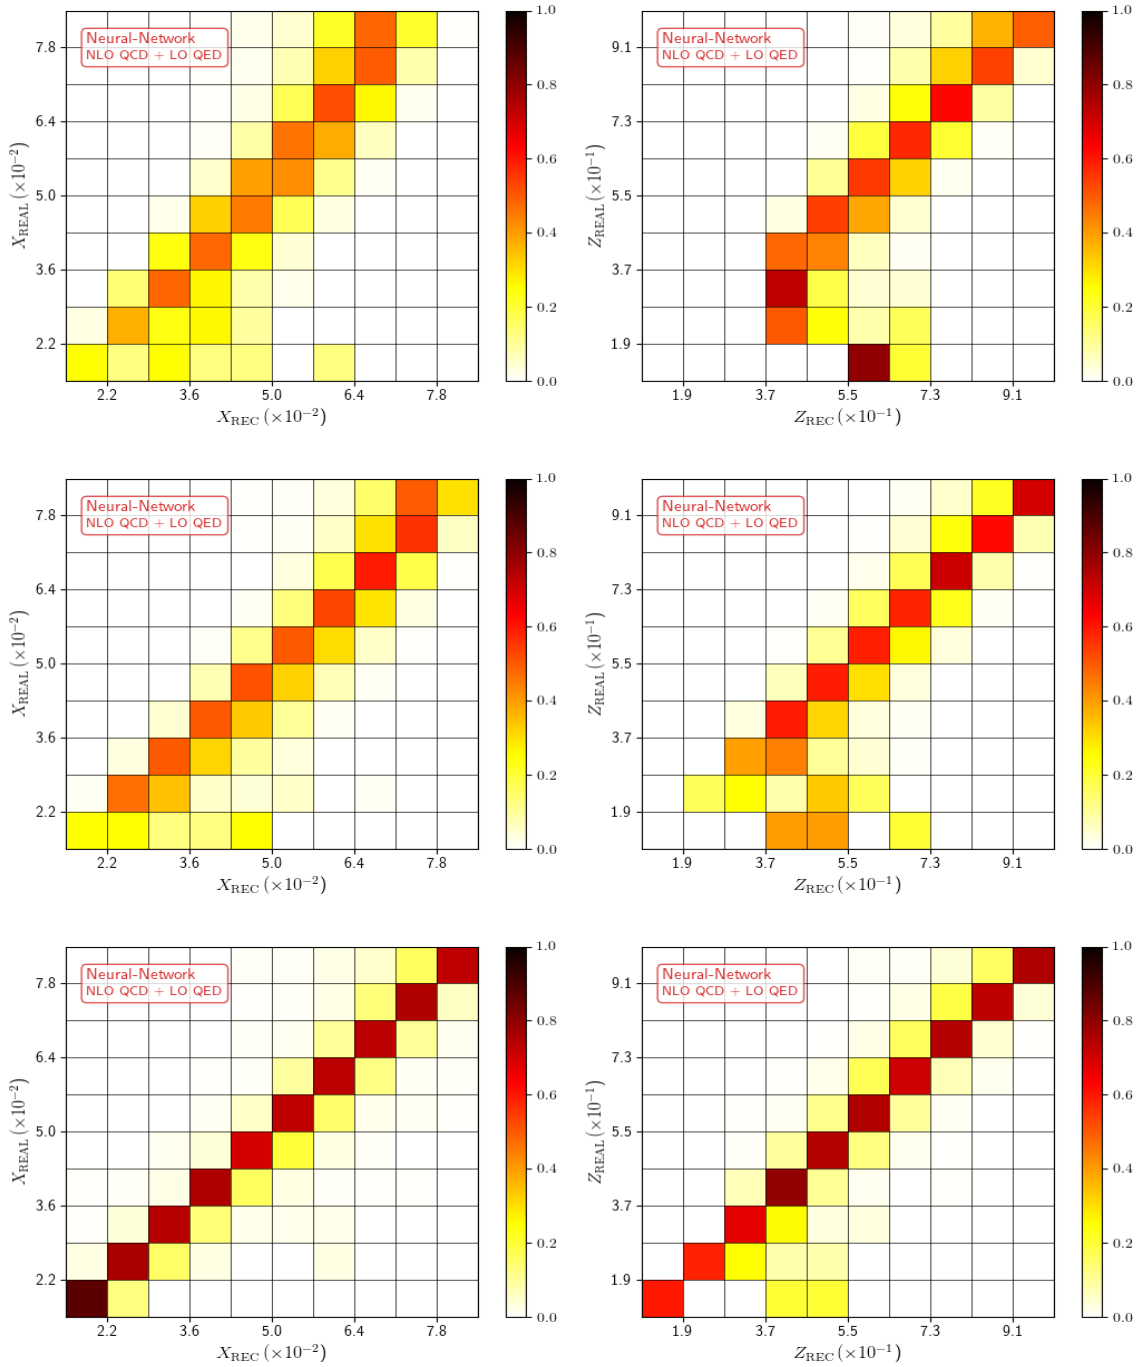 Neural-Network
NLO QCD + LO QED
7.8
6.4
5.0
3.6
2.2
X_REAL (×10⁻²)
2.2 3.6 5.0 6.4 7.8
X_REC (×10⁻²)
1.0
0.8
0.6
0.4
0.2
0.0
Neural-Network
NLO QCD + LO QED
9.1
7.3
5.5
3.7
1.9
Z_REAL (×10⁻¹)
1.9 3.7 5.5 7.3 9.1
Z_REC (×10⁻¹)
1.0
0.8
0.6
0.4
0.2
0.0
Neural-Network
NLO QCD + LO QED
7.8
6.4
5.0
3.6
2.2
X_REAL (×10⁻²)
2.2 3.6 5.0 6.4 7.8
X_REC (×10⁻²)
1.0
0.8
0.6
0.4
0.2
0.0
Neural-Network
NLO QCD + LO QED
9.1
7.3
5.5
3.7
1.9
Z_REAL (×10⁻¹)
1.9 3.7 5.5 7.3 9.1
Z_REC (×10⁻¹)
1.0
0.8
0.6
0.4
0.2
0.0
Neural-Network
NLO QCD + LO QED
7.8
6.4
5.0
3.6
2.2
X_REAL (×10⁻²)
2.2 3.6 5.0 6.4 7.8
X_REC (×10⁻²)
1.0
0.8
0.6
0.4
0.2
0.0
Neural-Network
NLO QCD + LO QED
9.1
7.3
5.5
3.7
1.9
Z_REAL (×10⁻¹)
1.9 3.7 5.5 7.3 9.1
Z_REC (×10⁻¹)
1.0
0.8
0.6
0.4
0.2
0.0